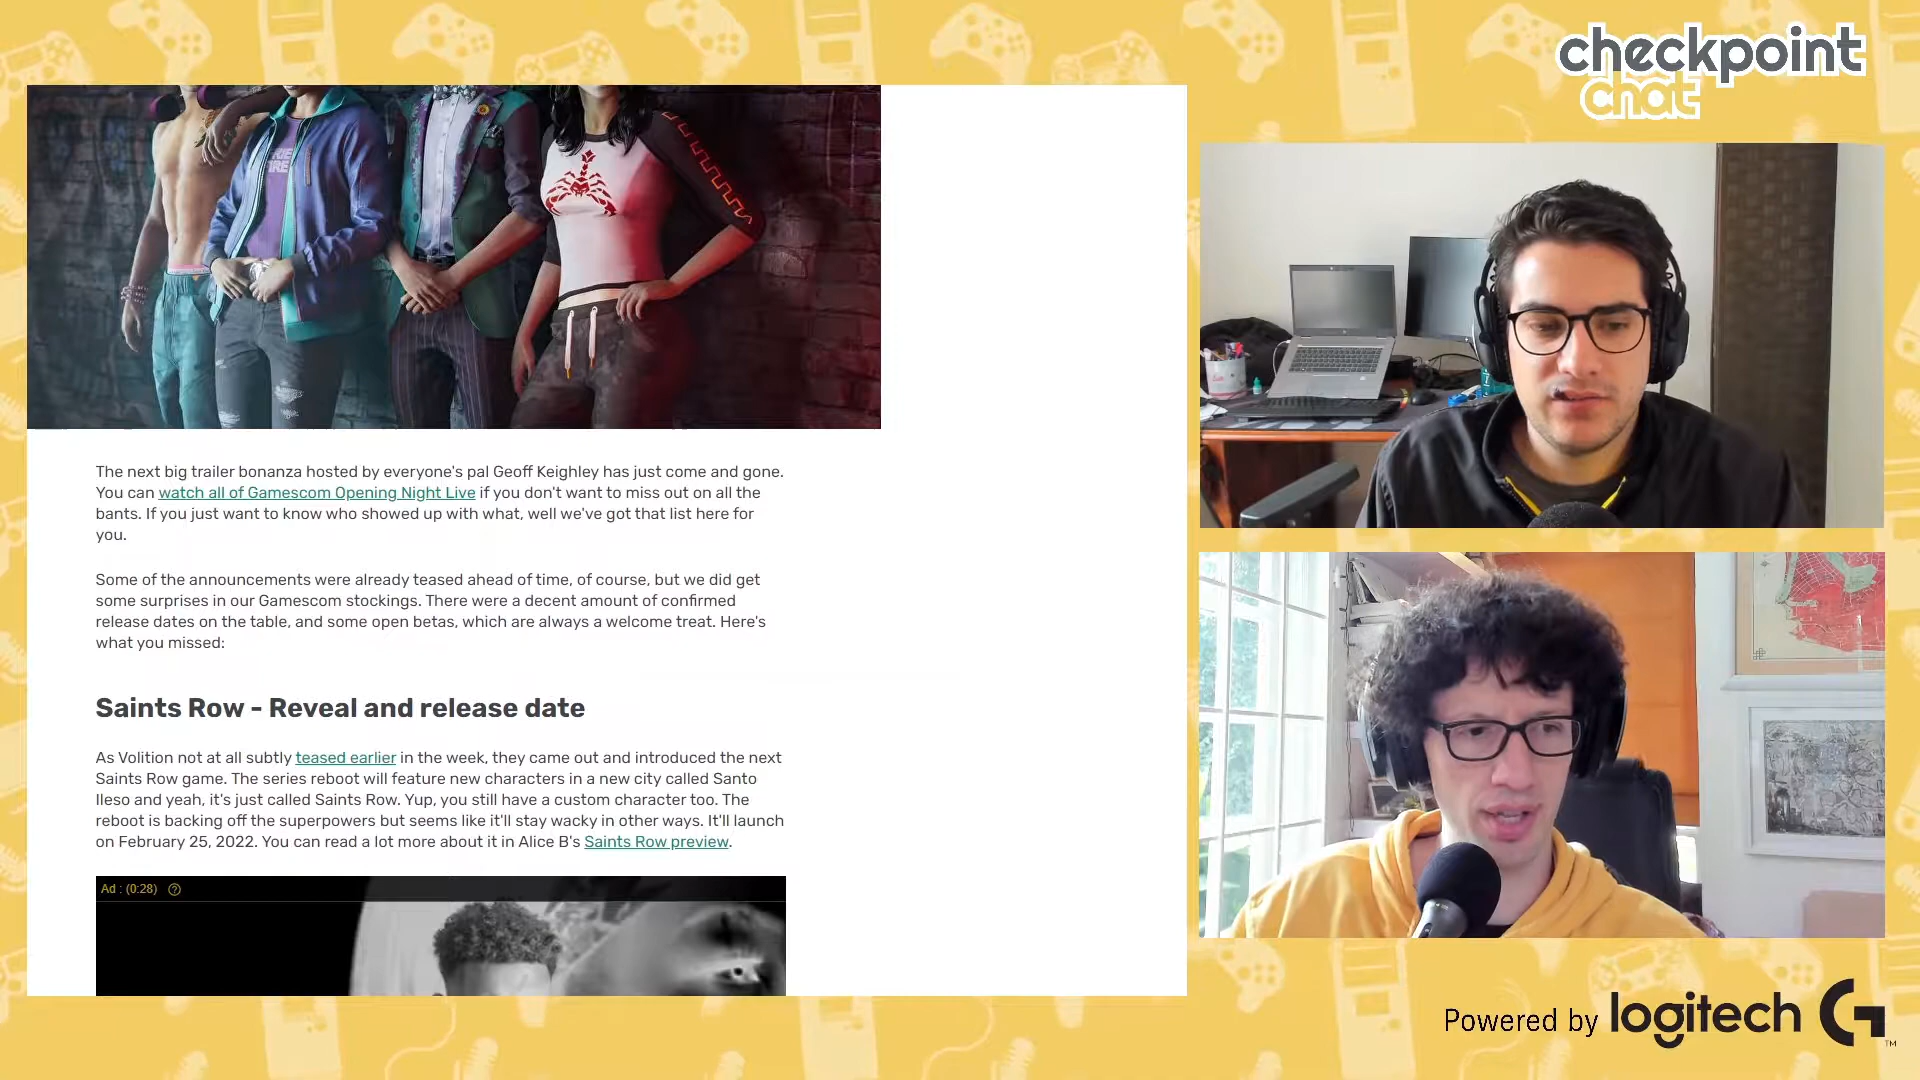 checkpoint
chat
The next big trailer bonanza hosted by everyone's pal Geoff Keighley has just come and gone.
You can watch all of Gamescom Opening Night Live if you don't want to miss out on all the
bants. If you just want to know who showed up with what, well we've got that list here for
you.
Some of the announcements were already teased ahead of time, of course, but we did get
some surprises in our Gamescom stockings. There were a decent amount of confirmed
release dates on the table, and some open betas, which are always a welcome treat. Here's
what you missed:
Saints Row - Reveal and release date
As Volition not at all subtly teased earlier in the week, they came out and introduced the next
Saints Row game. The series reboot will feature new characters in a new city called Santo
Ileso and yeah, it's just called Saints Row. Yup, you still have a custom character too. The
reboot is backing off the superpowers but seems like it'll stay wacky in other ways. It'll launch
on February 25, 2022. You can read a lot more about it in Alice B's Saints Row preview.
Ad : (0:28) ?
Powered by logitech G
TM